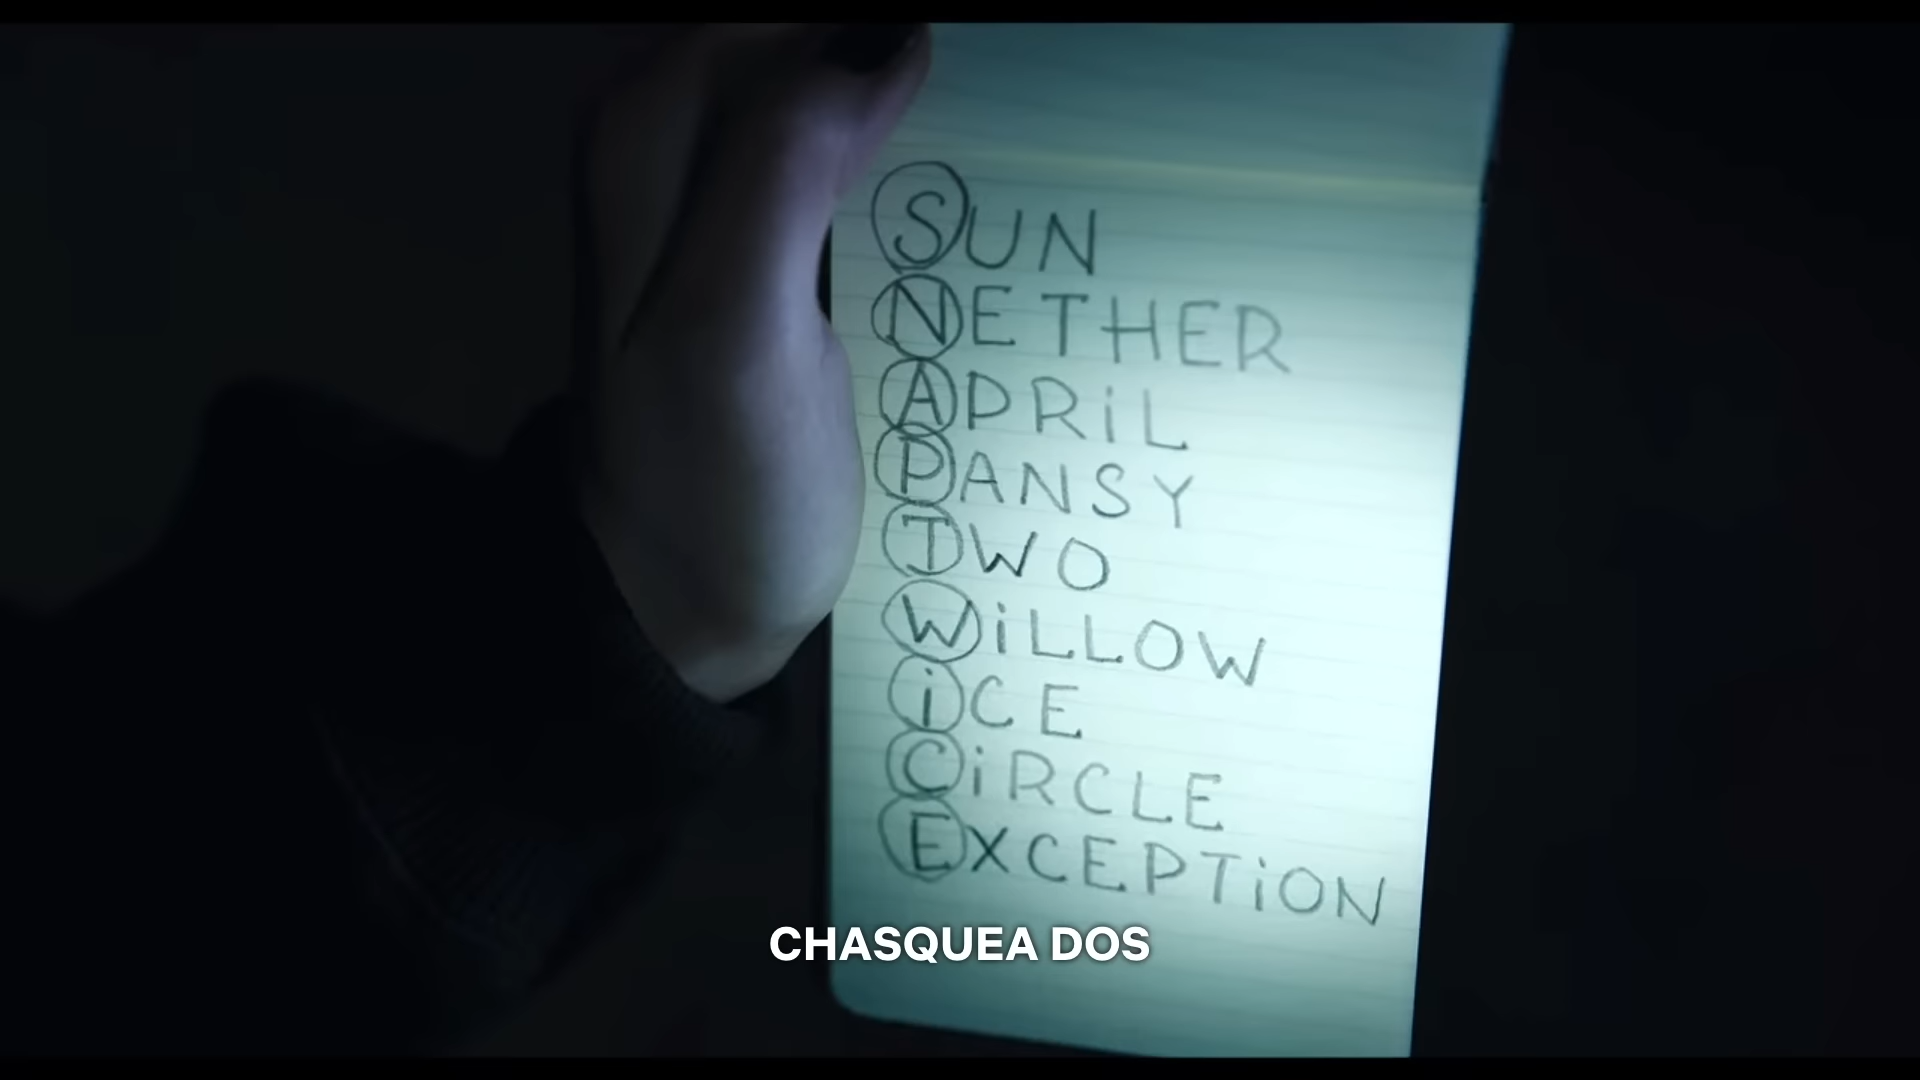 SUN
NETHER
APRiL
PANSY
TWO
WiLLOW
iCE
CiRCLE
EXCEPTiON
CHASQUEA DOS